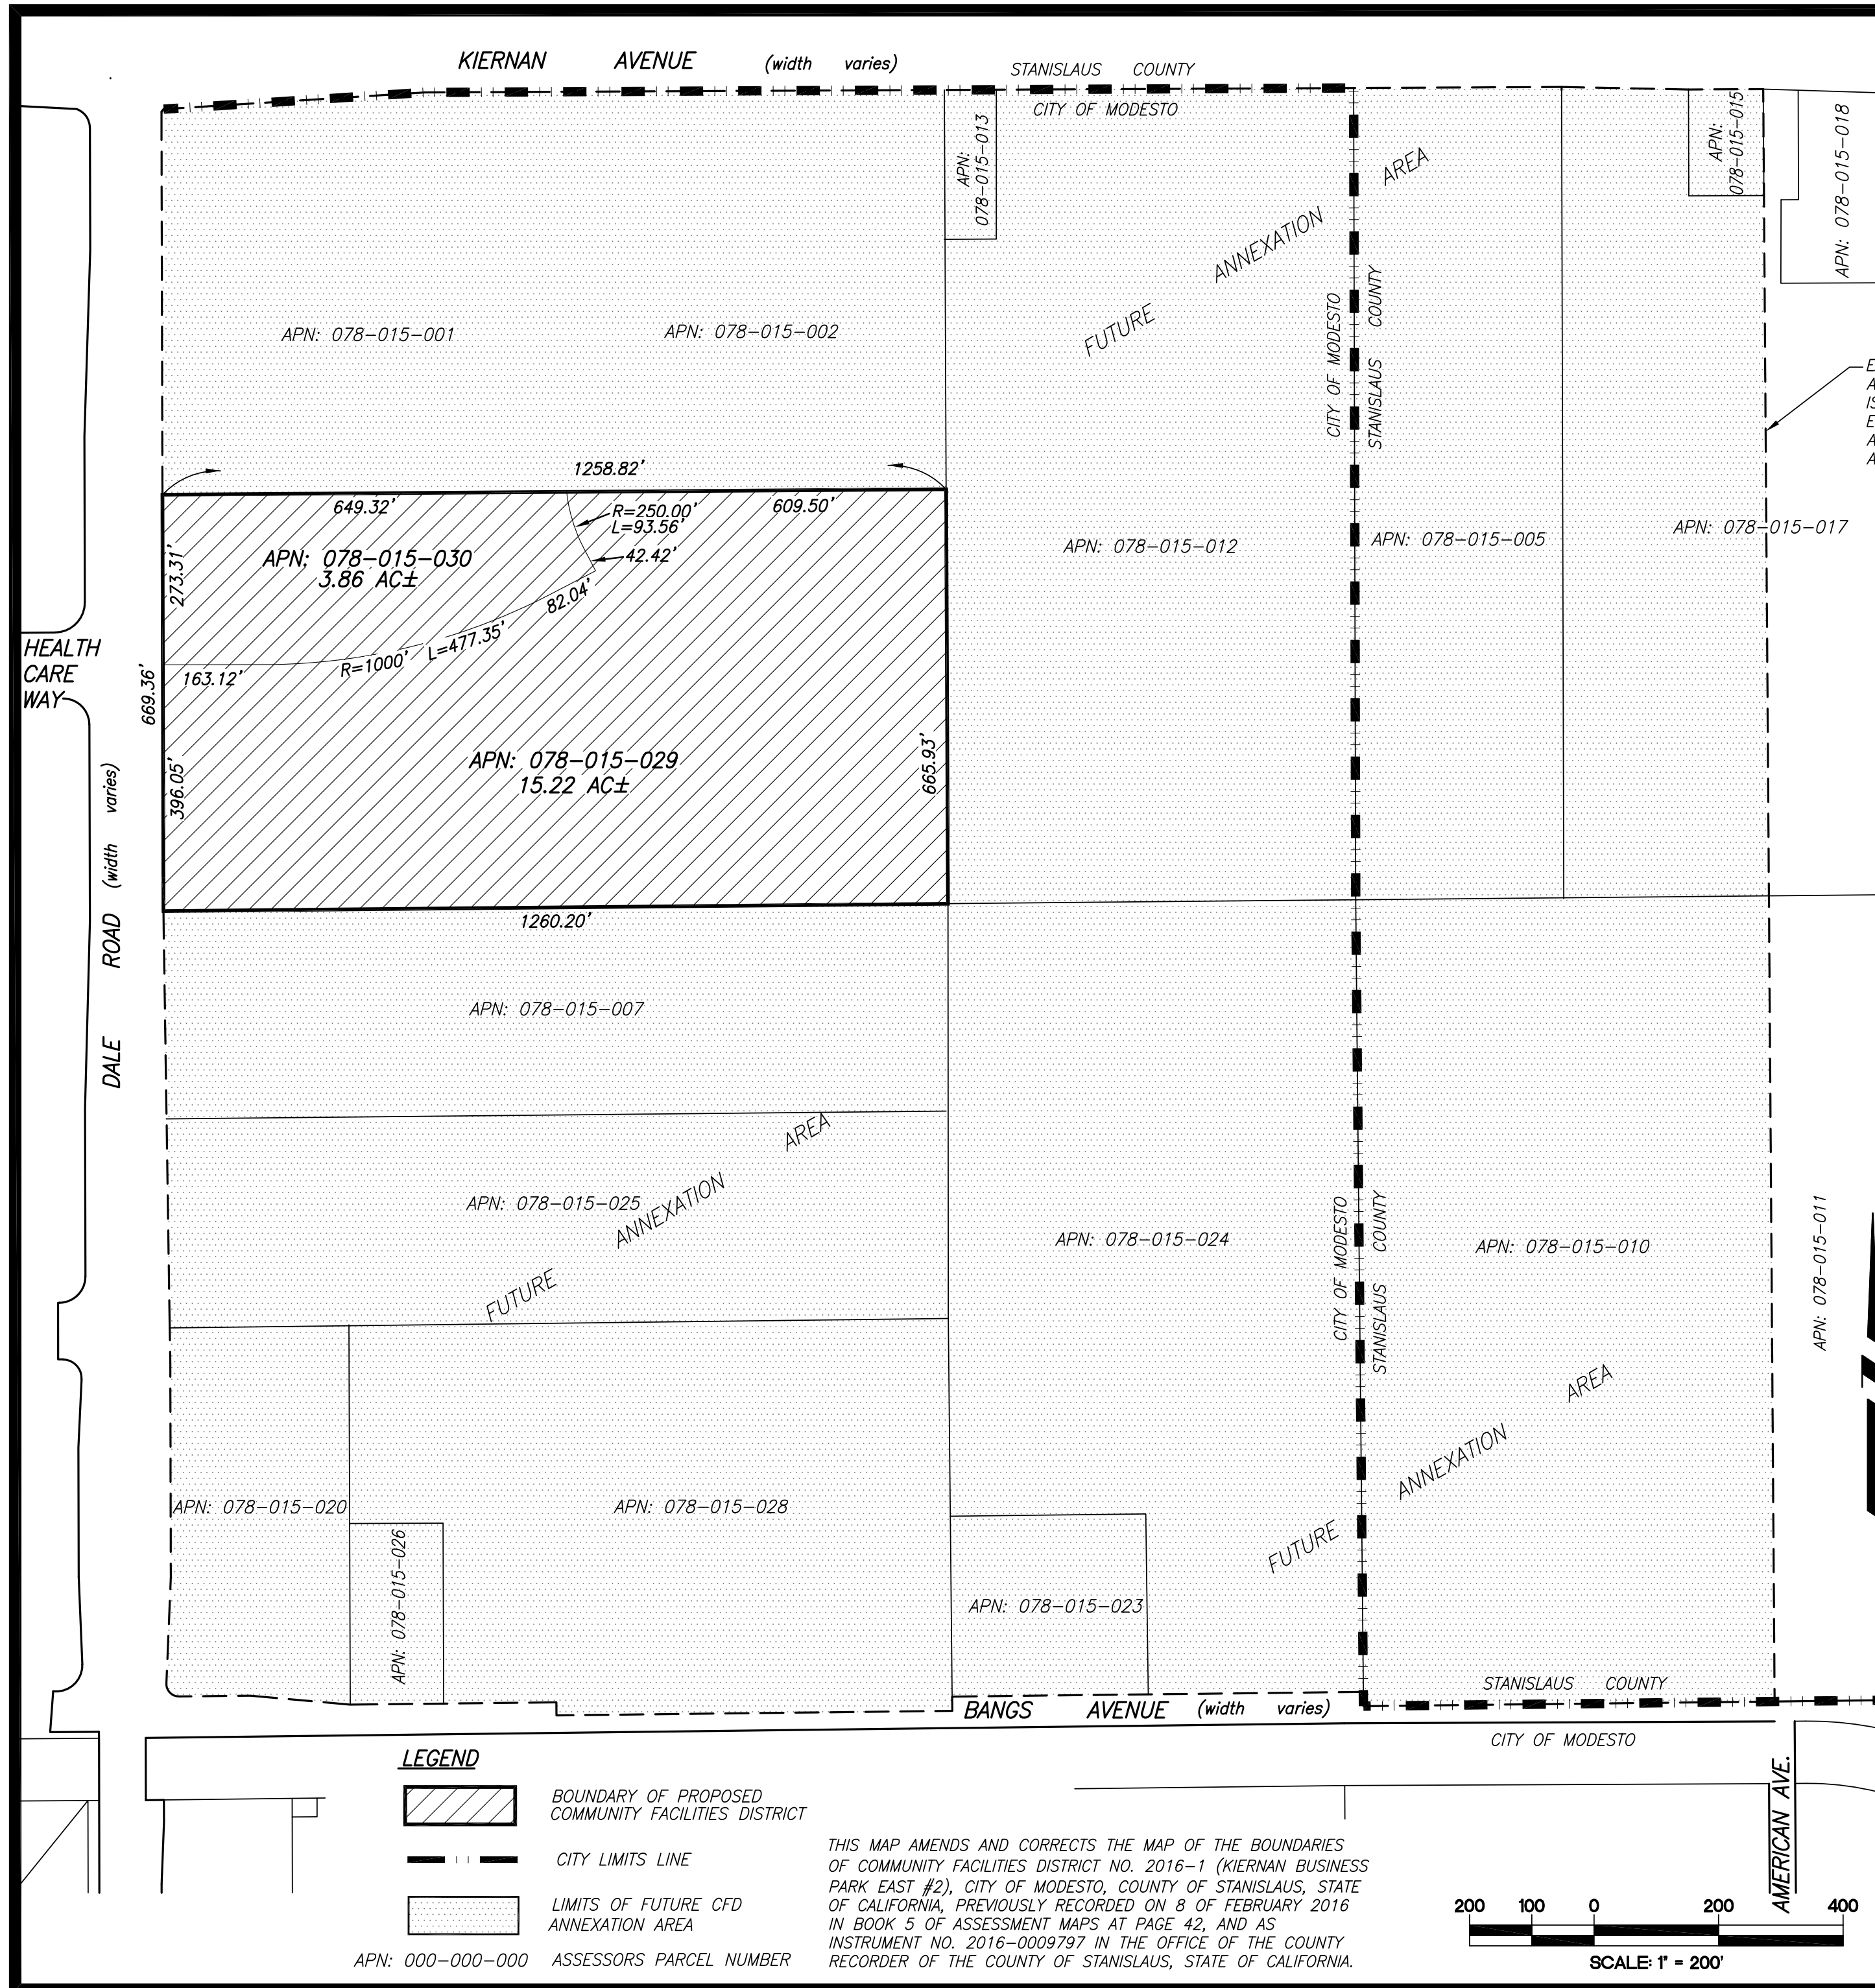 KIERNAN AVENUE (width varies)
STANISLAUS COUNTY
CITY OF MODESTO
APN:
078-015-013
APN:
078-015-015
APN: 078-015-018
AREA
ANNEXATION
FUTURE
CITY OF MODESTO
STANISLAUS COUNTY
APN: 078-015-001
APN: 078-015-002
1258.82'
649.32'
R=250.00'
L=93.56'
609.50'
42.42'
APN: 078-015-030
3.86 AC±
273.31'
82.04'
L=477.35'
R=1000'
163.12'
APN: 078-015-012
APN: 078-015-005
APN: 078-015-017
HEALTH
CARE
WAY
669.36'
396.05'
665.93'
APN: 078-015-029
15.22 AC±
1260.20'
DALE ROAD (width varies)
APN: 078-015-007
AREA
ANNEXATION
FUTURE
APN: 078-015-025
APN: 078-015-024
CITY OF MODESTO
STANISLAUS COUNTY
APN: 078-015-010
APN: 078-015-011
AREA
ANNEXATION
FUTURE
APN: 078-015-020
APN: 078-015-026
APN: 078-015-028
APN: 078-015-023
STANISLAUS COUNTY
BANGS AVENUE (width varies)
CITY OF MODESTO
AMERICAN AVE.
LEGEND
BOUNDARY OF PROPOSED
COMMUNITY FACILITIES DISTRICT
CITY LIMITS LINE
LIMITS OF FUTURE CFD
ANNEXATION AREA
APN: 000-000-000 ASSESSORS PARCEL NUMBER
THIS MAP AMENDS AND CORRECTS THE MAP OF THE BOUNDARIES
OF COMMUNITY FACILITIES DISTRICT NO. 2016-1 (KIERNAN BUSINESS
PARK EAST #2), CITY OF MODESTO, COUNTY OF STANISLAUS, STATE
OF CALIFORNIA, PREVIOUSLY RECORDED ON 8 OF FEBRUARY 2016
IN BOOK 5 OF ASSESSMENT MAPS AT PAGE 42, AND AS
INSTRUMENT NO. 2016-0009797 IN THE OFFICE OF THE COUNTY
RECORDER OF THE COUNTY OF STANISLAUS, STATE OF CALIFORNIA.
200 100 0 200 400
SCALE: 1" = 200'